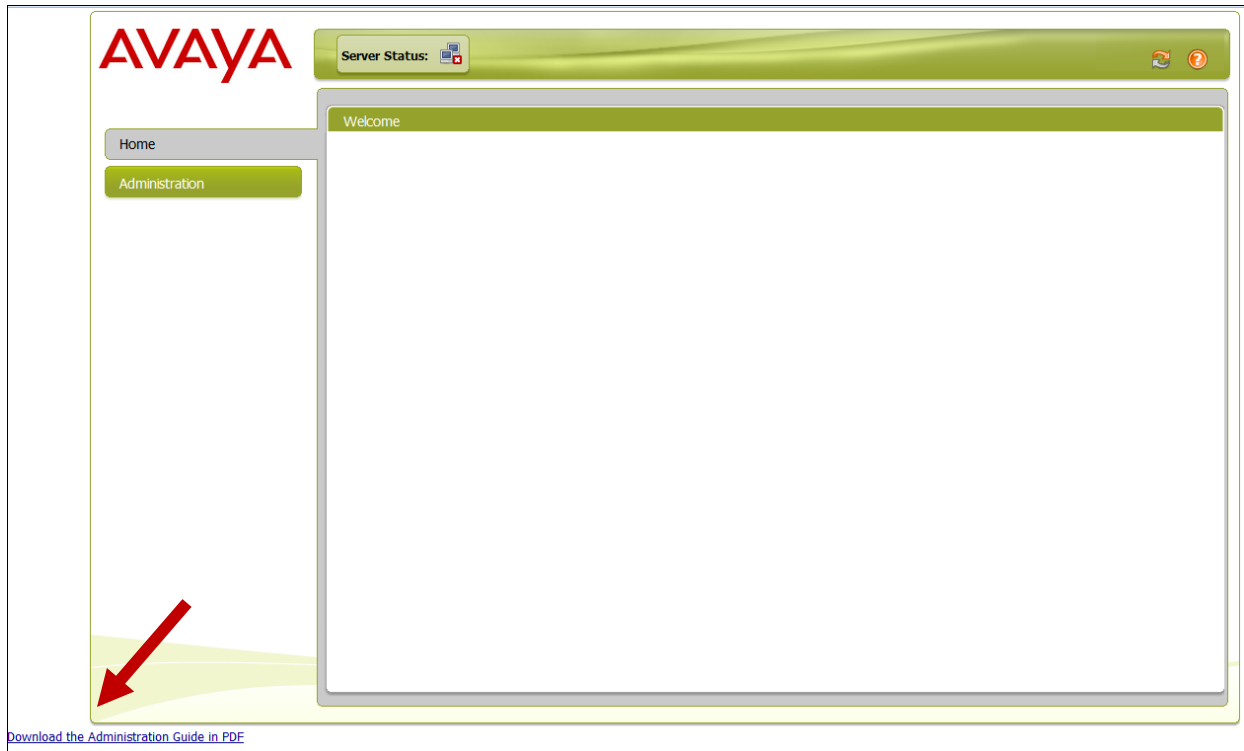 AVAYA
Server Status:
Welcome
Home
Administration
Download the Administration Guide in PDF